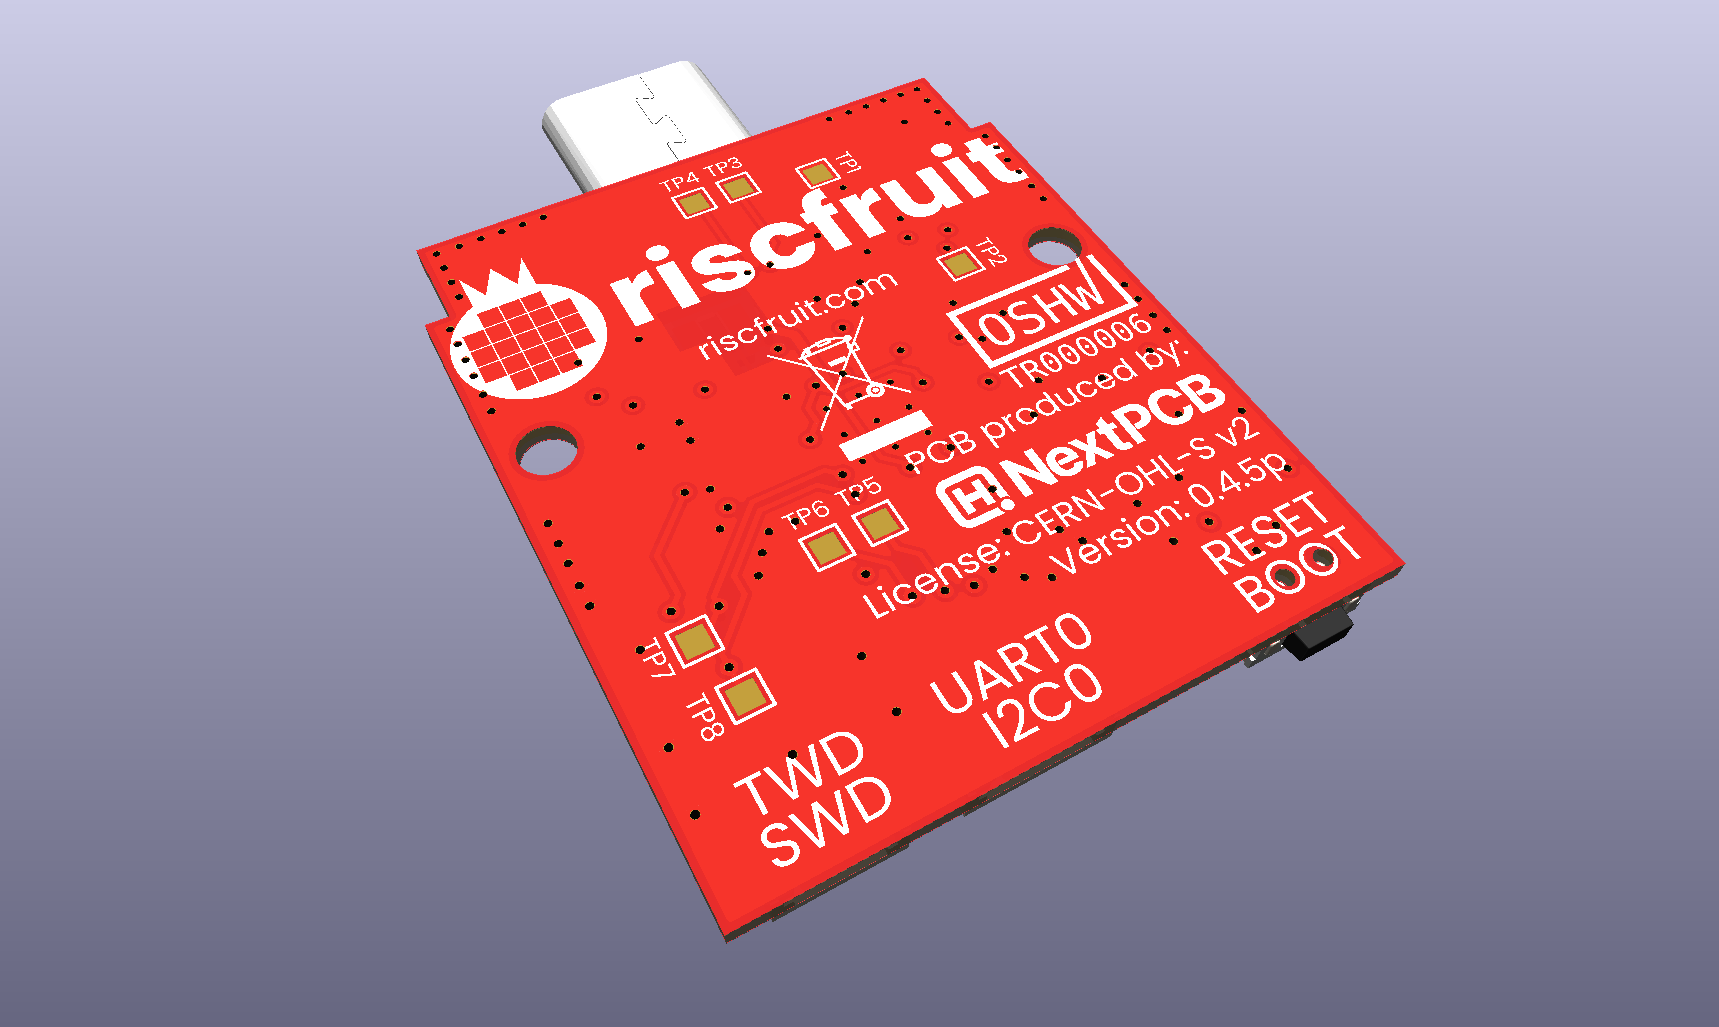 TP4 TP3 TP1
riscfruit
riscfruit.com
TP2
OSHW
TR000006
PCB produced by:
H! NextPCB
License: CERN-OHL-S v2
Version: 0.4.5p
TP6 TP5
RESET
BOOT
TP7
TP8
UART0
I2C0
TWD
SWD